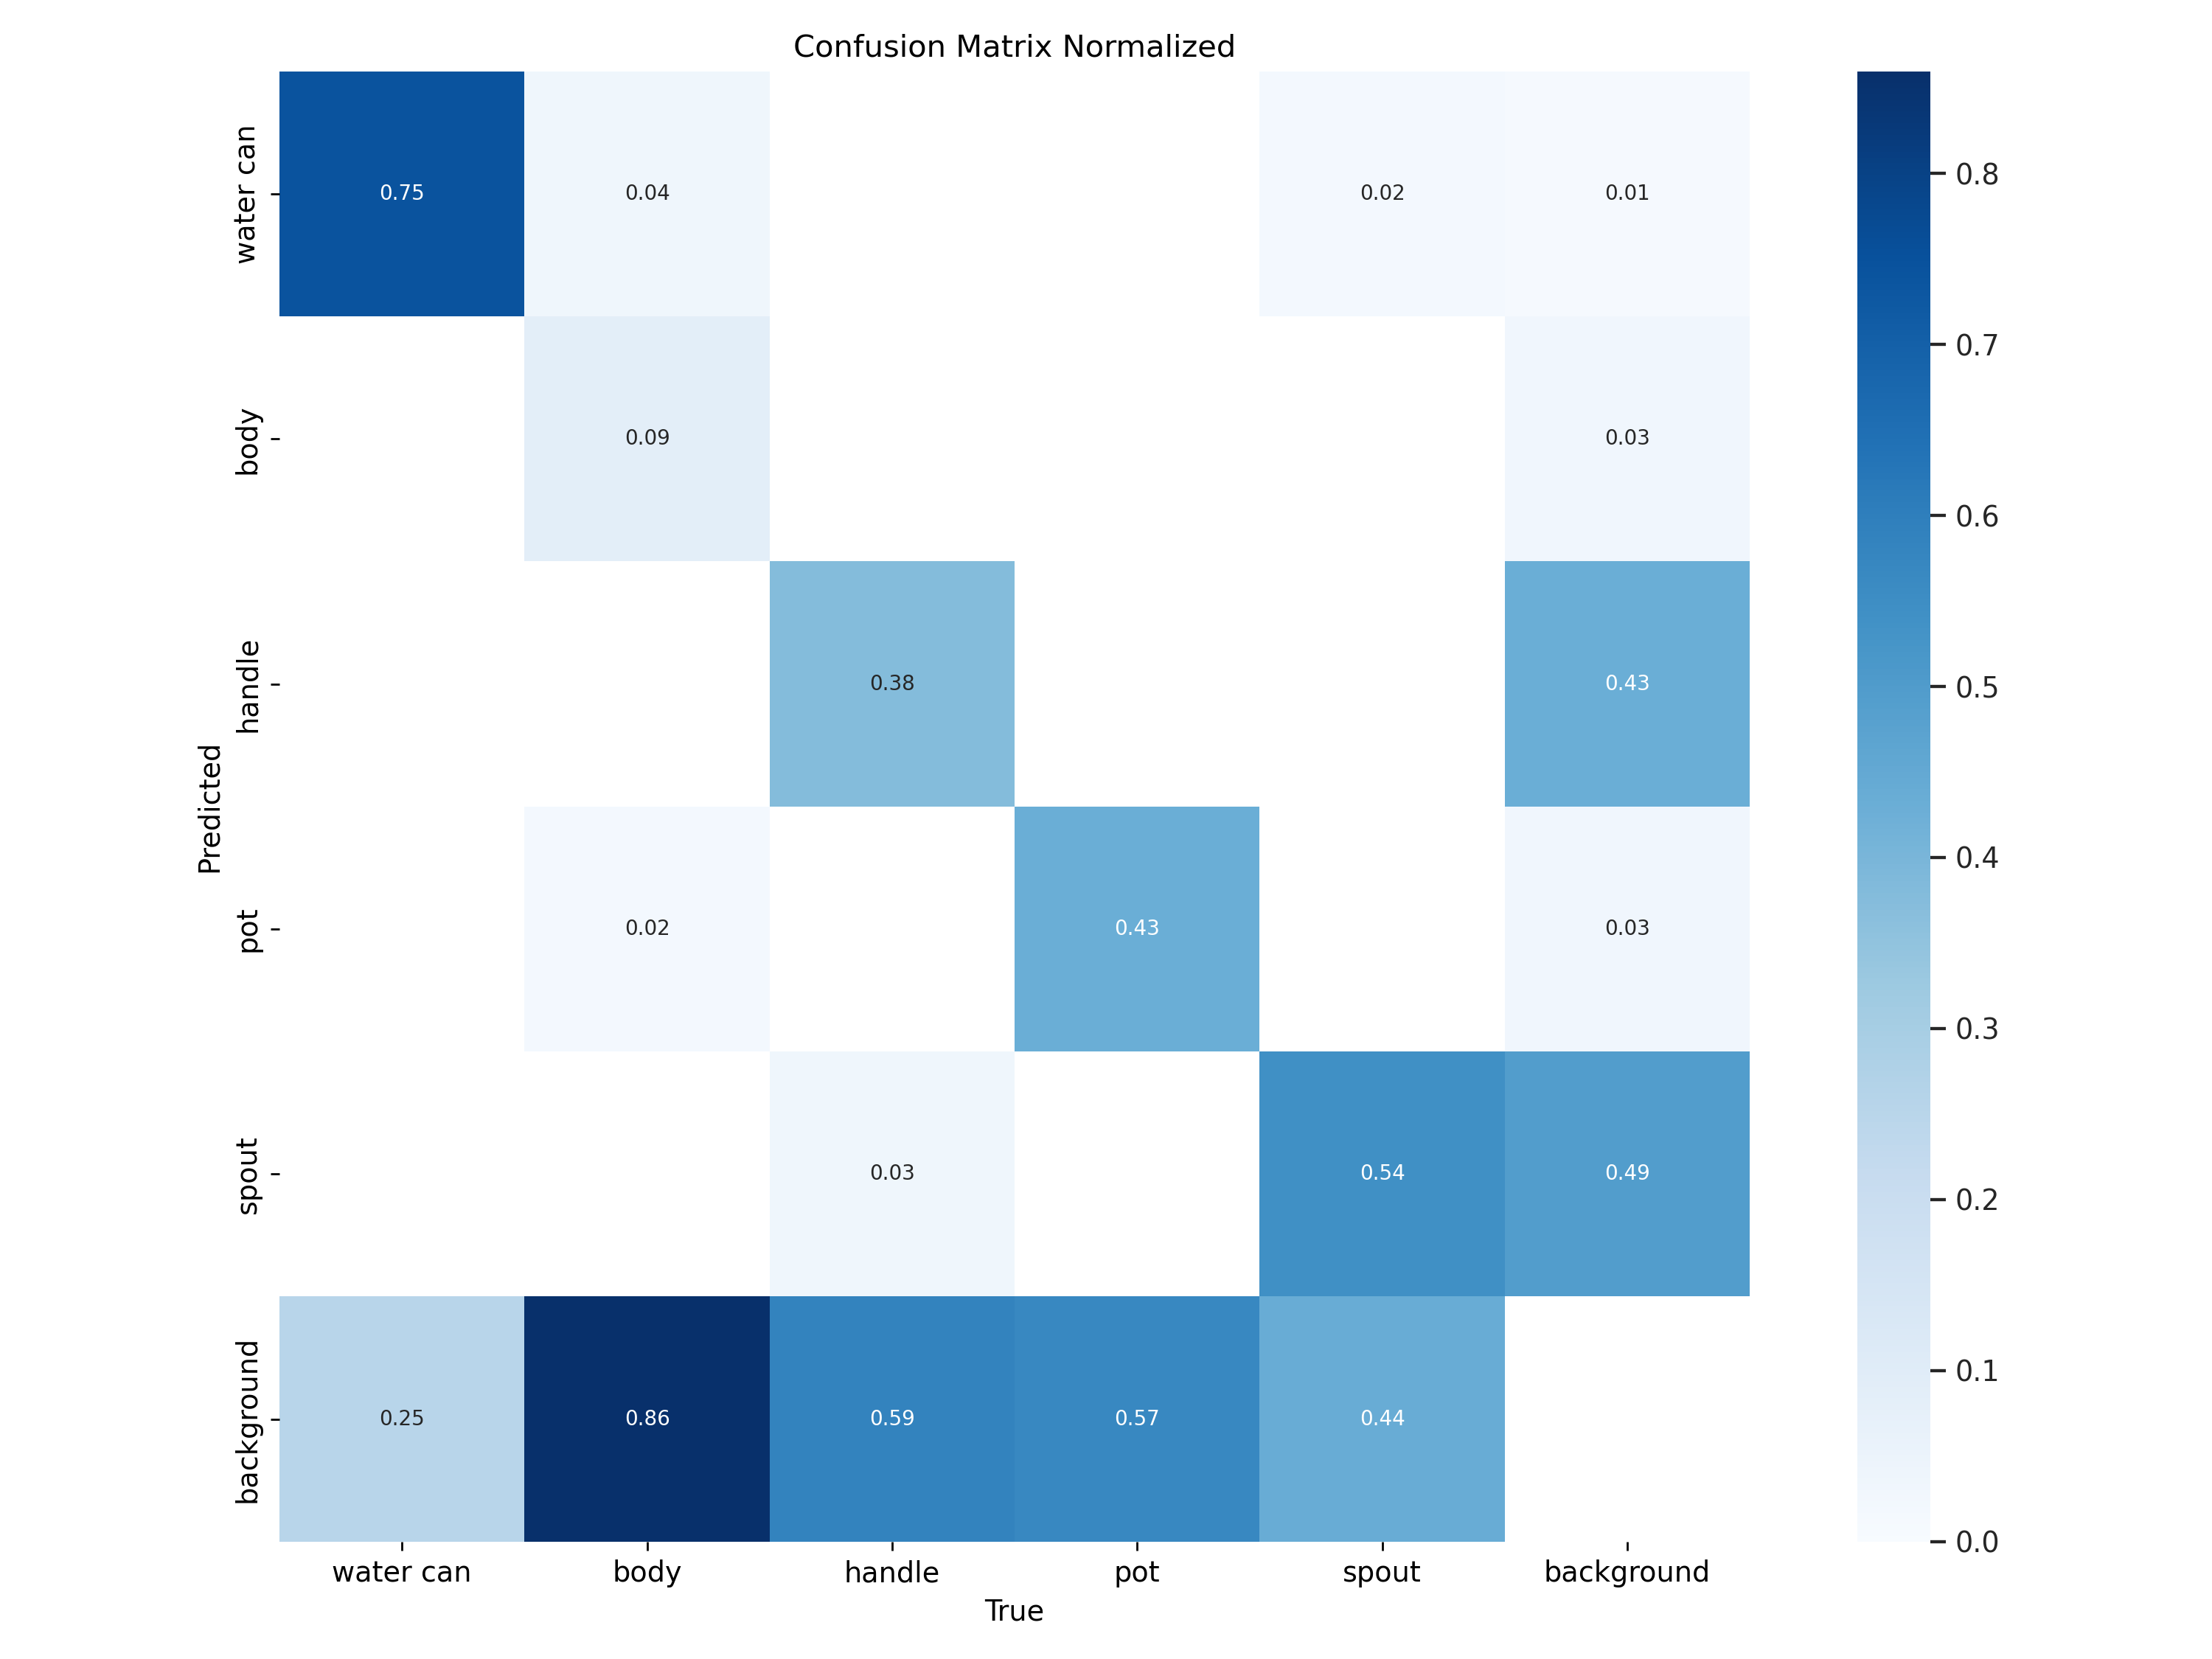 Confusion Matrix Normalized
water can
0.75
0.04
0.02
0.01
body
0.09
0.03
handle
0.38
0.43
pot
0.02
0.43
0.03
spout
0.03
0.54
0.49
background
0.25
0.86
0.59
0.57
0.44
Predicted
water can
body
handle
pot
spout
background
True
0.8
0.7
0.6
0.5
0.4
0.3
0.2
0.1
0.0